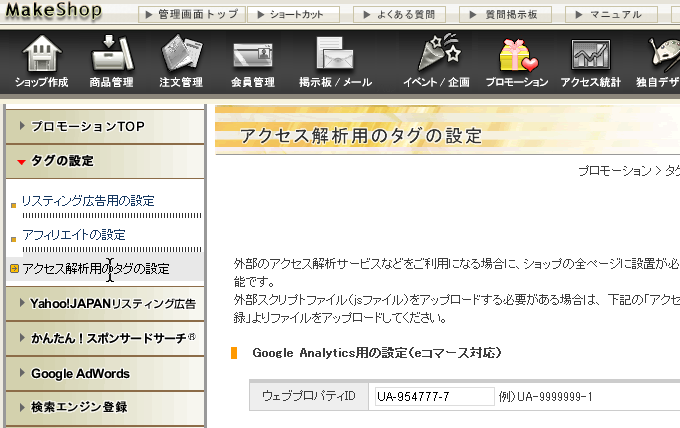 MakeShop
管理画面トップ
ショートカット
よくある質問
質問掲示板
マニュアル
ショップ作成
商品管理
注文管理
会員管理
掲示板/メール
イベント/企画
プロモーション
アクセス統計
独自デザ
プロモーションTOP
タグの設定
リスティング広告用の設定
アフィリエイトの設定
アクセス解析用のタグの設定
Yahoo!JAPANリスティング広告
かんたん!スポンサードサーチ®
Google AdWords
検索エンジン登録
アクセス解析用のタグの設定
プロモーション > タグ
外部のアクセス解析サービスなどをご利用になる場合に、ショップの全ページに設置が必
能です。
外部スクリプトファイル(jsファイル)をアップロードする必要がある場合は、下記の「アクセ
録」よりファイルをアップロードしてください。
Google Analytics用の設定(eコマース対応)
ウェブプロパティID
UA-954777-7
例)UA-9999999-1